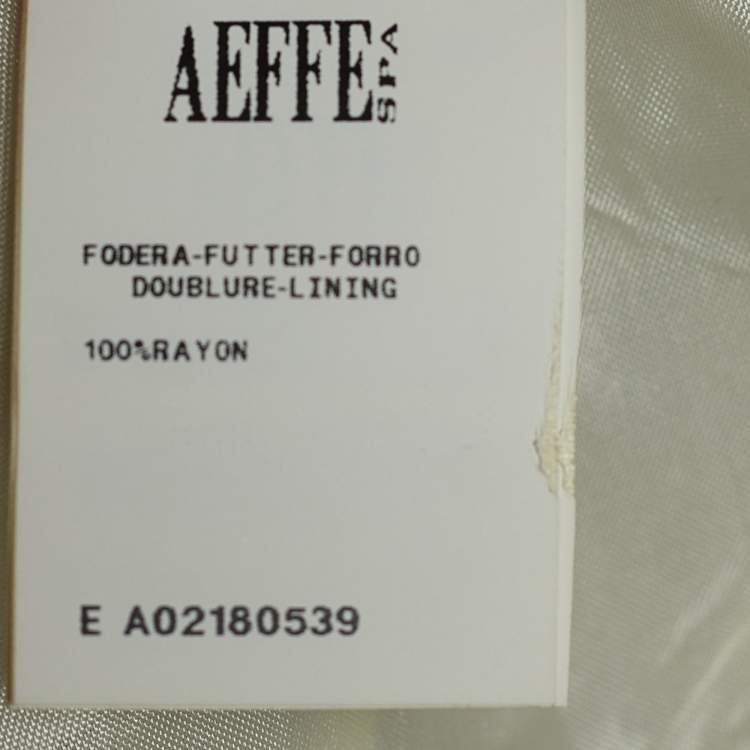 AEFFE SPA
FODERA-FUTTER-FORRO
DOUBLURE-LINING
100%RAYON
E A02180539